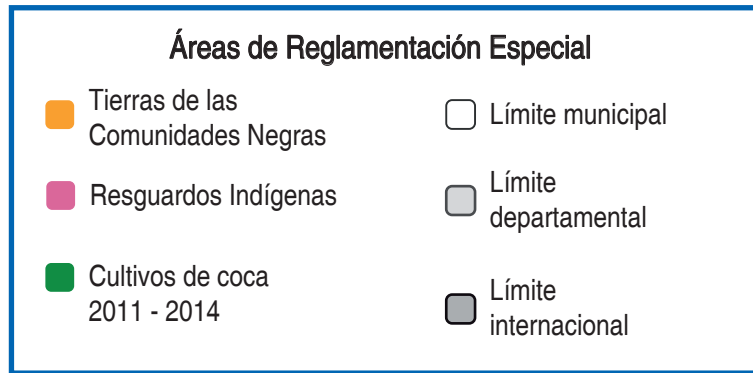 Áreas de Reglamentación Especial
Tierras de las
Comunidades Negras
Resguardos Indígenas
Cultivos de coca
2011 - 2014
Límite municipal
Límite
departamental
Límite
internacional